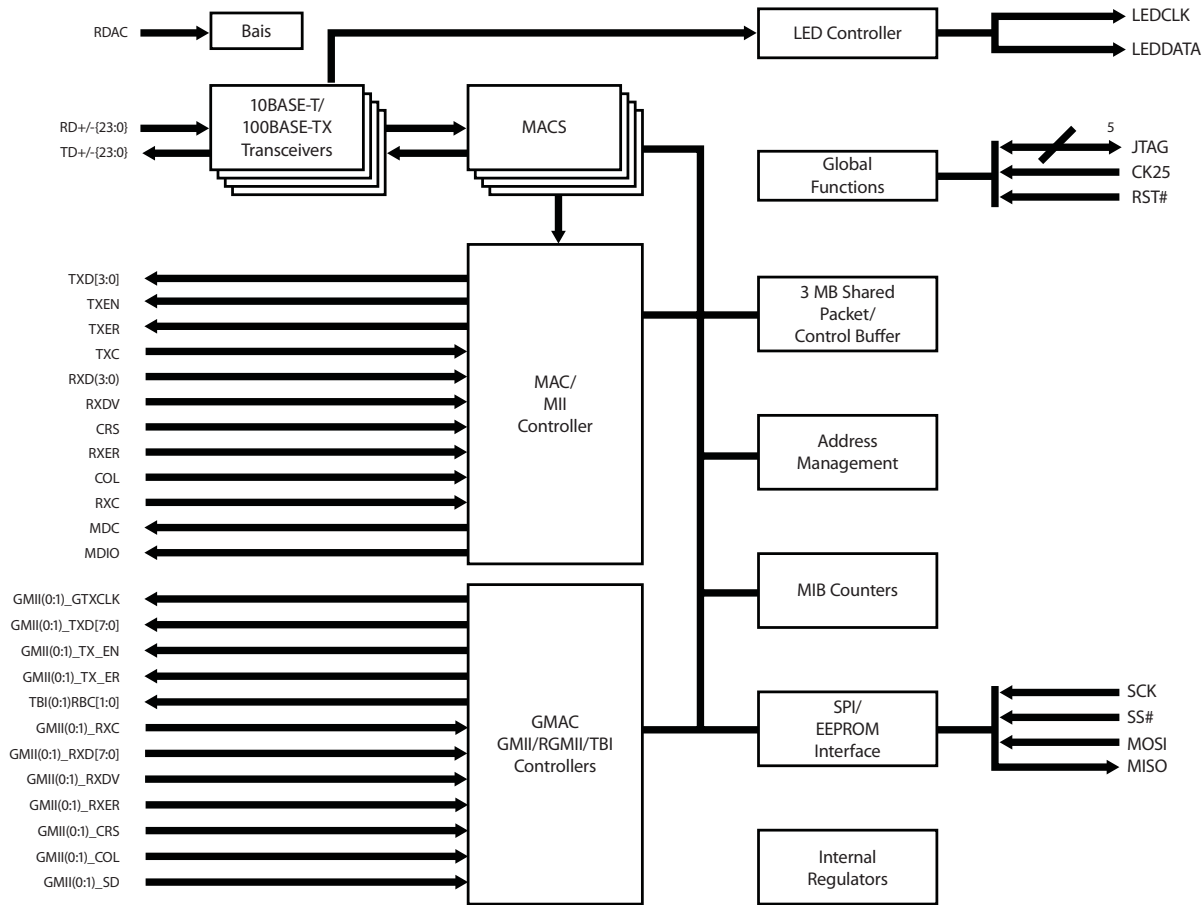 RDAC
Bais
LED Controller
LEDCLK
LEDDATA
10BASE-T/
100BASE-TX
Transceivers
RD+/-{23:0}
TD+/-{23:0}
MACS
Global
Functions
5
JTAG
CK25
RST#
TXD[3:0]
TXEN
TXER
TXC
RXD(3:0)
RXDV
CRS
RXER
COL
RXC
MDC
MDIO
MAC/
MII
Controller
3 MB Shared
Packet/
Control Buffer
Address
Management
MIB Counters
GMII(0:1)_GTXCLK
GMII(0:1)_TXD[7:0]
GMII(0:1)_TX_EN
GMII(0:1)_TX_ER
TBI(0:1)RBC[1:0]
GMII(0:1)_RXC
GMII(0:1)_RXD[7:0]
GMII(0:1)_RXDV
GMII(0:1)_RXER
GMII(0:1)_CRS
GMII(0:1)_COL
GMII(0:1)_SD
GMAC
GMII/RGMII/TBI
Controllers
SPI/
EEPROM
Interface
SCK
SS#
MOSI
MISO
Internal
Regulators